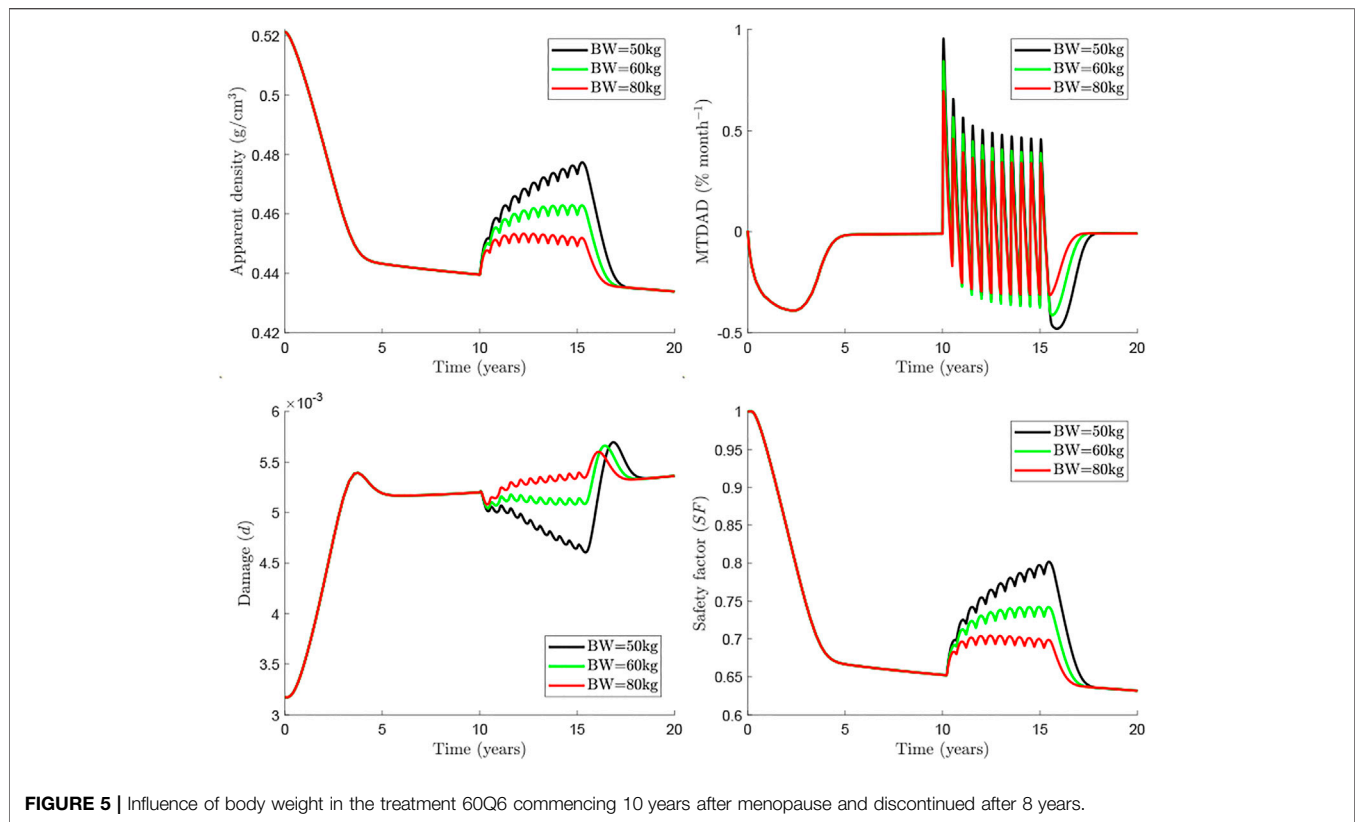 0.52
0.5
0.48
0.46
0.44
0.42
0
5
10
15
20
Apparent density (g/cm³)
Time (years)
BW=50kg
BW=60kg
BW=80kg
1
0.5
0
-0.5
0
5
10
15
20
MTDAD (% month⁻¹)
Time (years)
BW=50kg
BW=60kg
BW=80kg
×10⁻³
6
5.5
5
4.5
4
3.5
3
0
5
10
15
20
Damage (d)
Time (years)
BW=50kg
BW=60kg
BW=80kg
1
0.95
0.9
0.85
0.8
0.75
0.7
0.65
0.6
0
5
10
15
20
Safety factor (SF)
Time (years)
BW=50kg
BW=60kg
BW=80kg
FIGURE 5 | Influence of body weight in the treatment 60Q6 commencing 10 years after menopause and discontinued after 8 years.